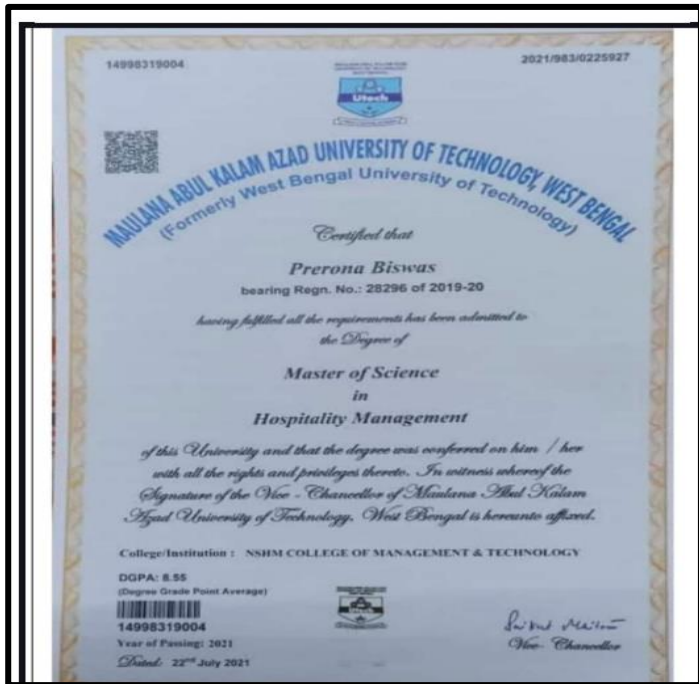 14998319004
2021/983/0225927
Utech
MAULANA ABUL KALAM AZAD UNIVERSITY OF TECHNOLOGY, WEST BENGAL
(Formerly West Bengal University of Technology)
Certified that
Prerona Biswas
bearing Regn. No.: 28296 of 2019-20
having fulfilled all the requirements has been admitted to
the Degree of
Master of Science
in
Hospitality Management
of this University and that the degree was conferred on him / her
with all the rights and privileges thereto. In witness whereof the
Signature of the Vice - Chancellor of Maulana Abul Kalam
Azad University of Technology, West Bengal is hereunto affixed.
College/Institution : NSHM COLLEGE OF MANAGEMENT & TECHNOLOGY
DGPA: 8.55
(Degree Grade Point Average)
Utech
14998319004
Year of Passing: 2021
Vice- Chancellor
Dated: 22nd July 2021